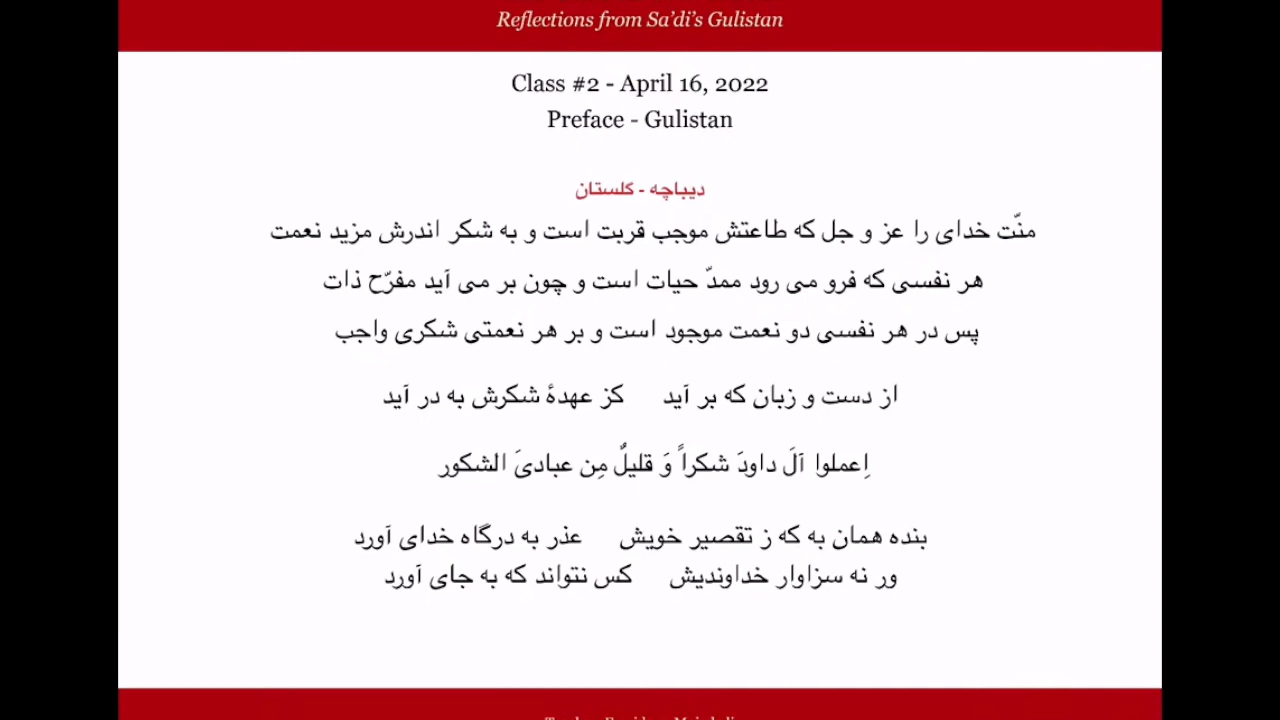 Reflections from Sa’di’s Gulistan
Class #2 - April 16, 2022
Preface - Gulistan
دیباچه - گلستان
منّت خدای را عز و جل که طاعتش موجب قربت است و به شکر اندرش مزید نعمت
هر نفسی که فرو می رود ممدّ حیات است و چون بر می آید مفرّح ذات
پس در هر نفسی دو نعمت موجود است و بر هر نعمتی شکری واجب
از دست و زبان که بر آید کز عهدهٔ شکرش به در آید
اِعملوا آلَ داودَ شکراً وَ قلیلٌ مِن عبادیَ الشکور
بنده همان به که ز تقصیر خویش عذر به درگاه خدای آورد
ور نه سزاوار خداوندیش کس نتواند که به جای آورد